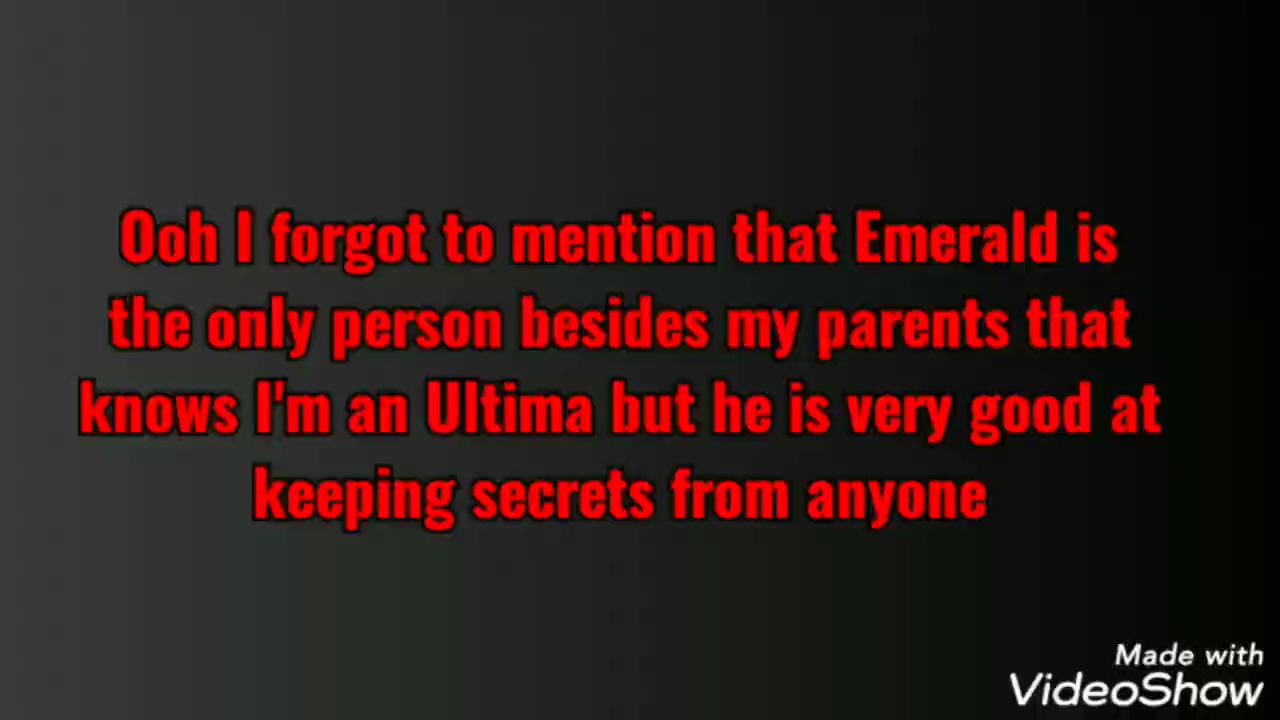 Ooh I forgot to mention that Emerald is
the only person besides my parents that
knows I'm an Ultima but he is very good at
keeping secrets from anyone
Made with
VideoShow